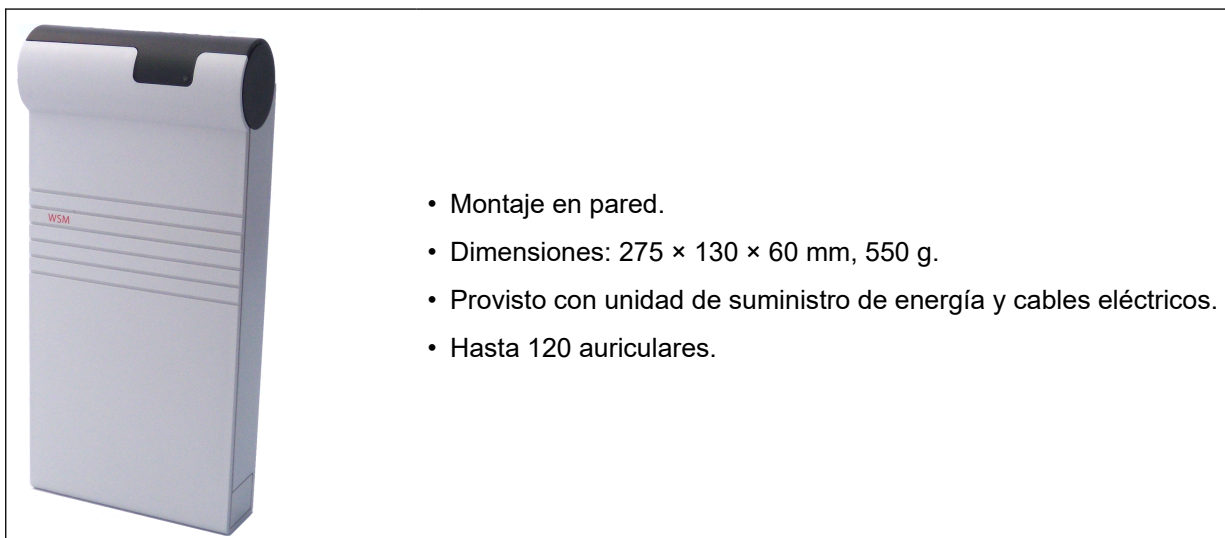 WSM
• Montaje en pared.
• Dimensiones: 275 × 130 × 60 mm, 550 g.
• Provisto con unidad de suministro de energía y cables eléctricos.
• Hasta 120 auriculares.